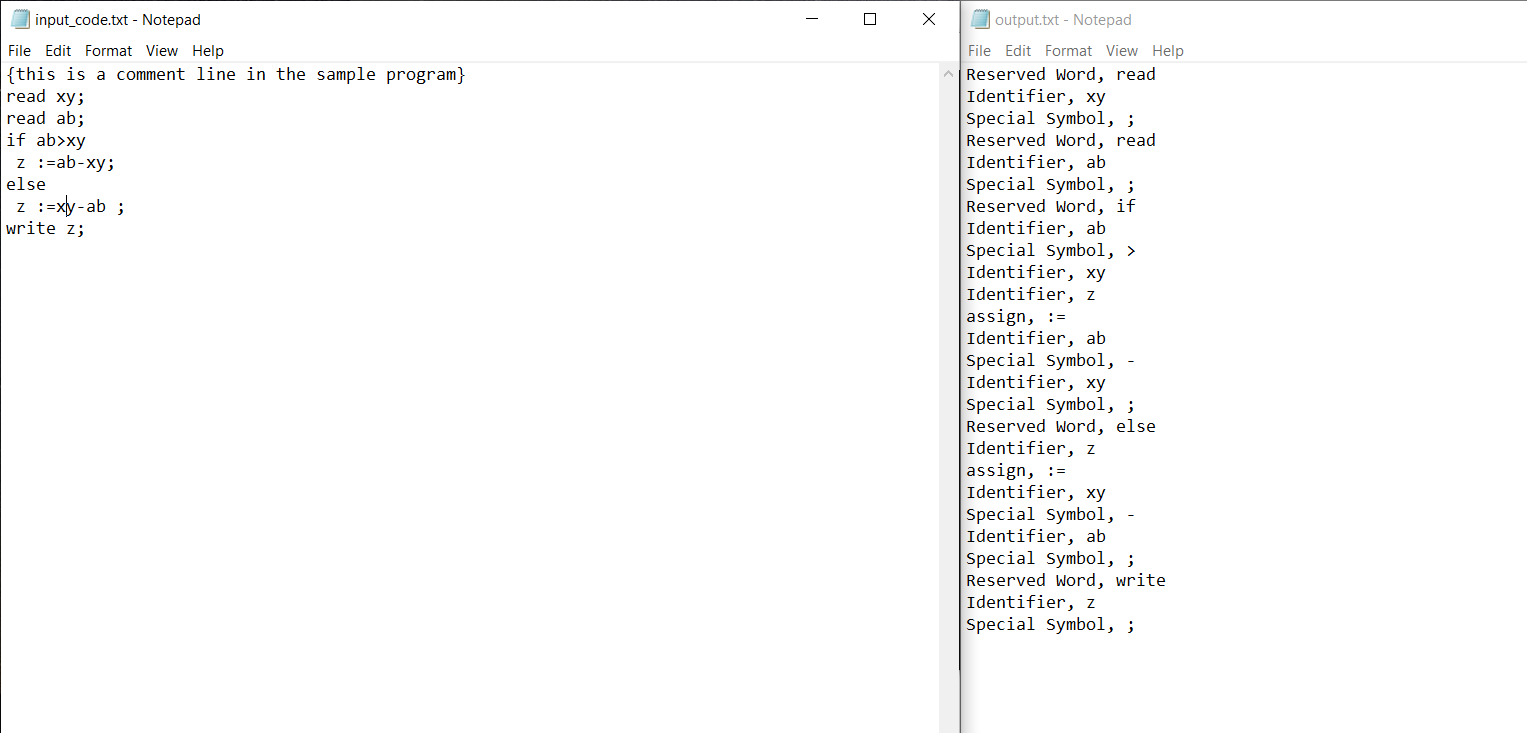 input_code.txt - Notepad
File Edit Format View Help
{this is a comment line in the sample program}
read xy;
read ab;
if ab>xy
 z :=ab-xy;
else
 z :=xy-ab ;
write z;
output.txt - Notepad
File Edit Format View Help
Reserved Word, read
Identifier, xy
Special Symbol, ;
Reserved Word, read
Identifier, ab
Special Symbol, ;
Reserved Word, if
Identifier, ab
Special Symbol, >
Identifier, xy
Identifier, z
assign, :=
Identifier, ab
Special Symbol, -
Identifier, xy
Special Symbol, ;
Reserved Word, else
Identifier, z
assign, :=
Identifier, xy
Special Symbol, -
Identifier, ab
Special Symbol, ;
Reserved Word, write
Identifier, z
Special Symbol, ;